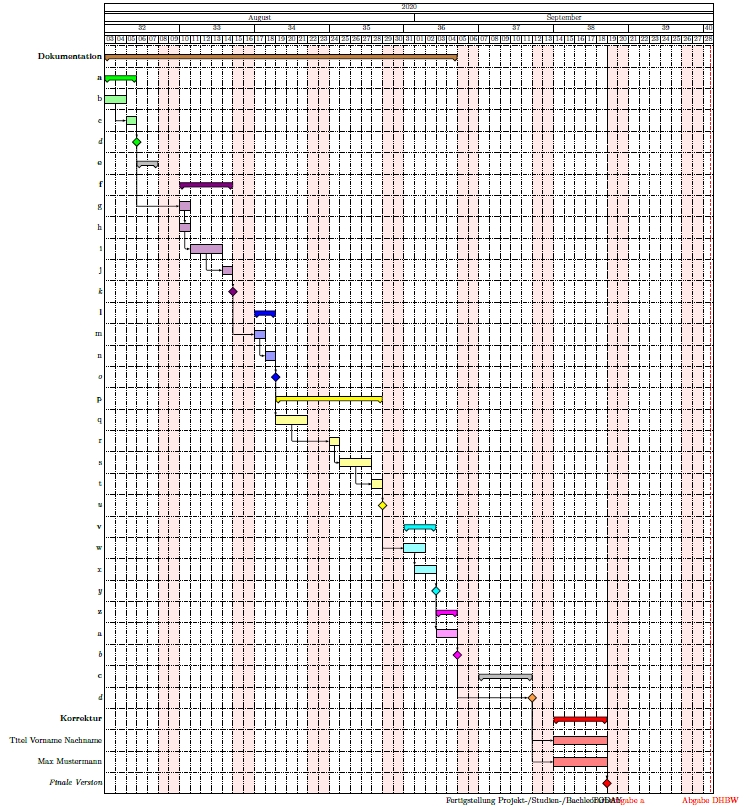 2020
August September
32 33 34 35 36 37 38 39 40
03 04 05 06 07 08 09 10 11 12 13 14 15 16 17 18 19 20 21 22 23 24 25 26 27 28 29 30 31 01 02 03 04 05 06 07 08 09 10 11 12 13 14 15 16 17 18 19 20 21 22 23 24 25 26 27 28
Dokumentation
a
b
c
d
e
f
g
h
i
j
k
l
m
n
o
p
q
r
s
t
u
v
w
x
y
z
a
b
c
d
Korrektur
Titel Vorname Nachname
Max Mustermann
Finale Version
Fertigstellung Projekt-/Studien-/ a Abgabe DHBW